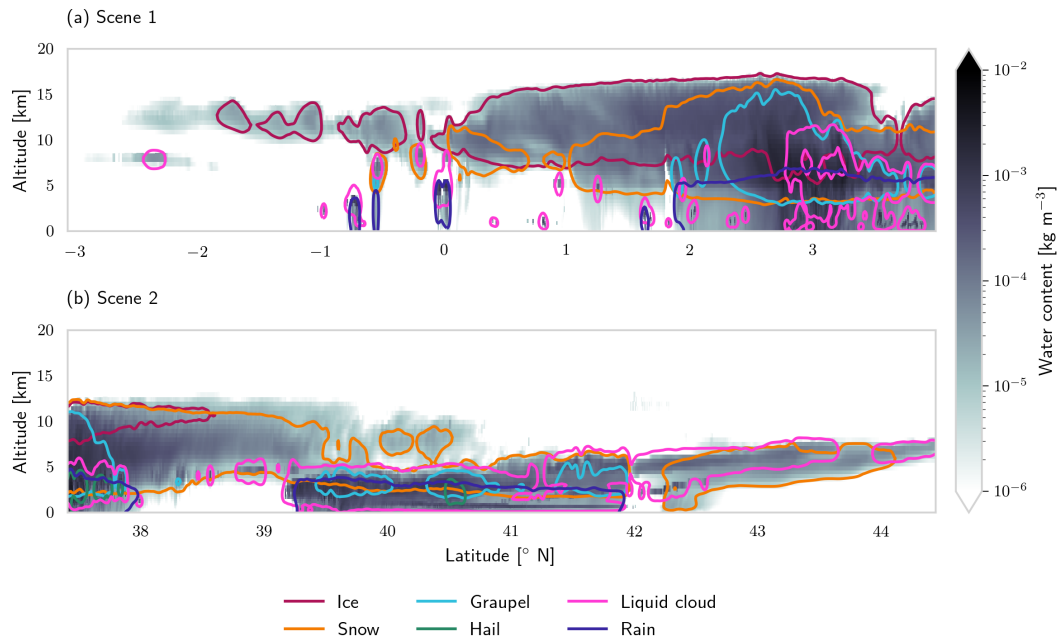 (a) Scene 1
20
15
10
5
0
Altitude [km]
−3 −2 −1 0 1 2 3
(b) Scene 2
20
15
10
5
0
Altitude [km]
38 39 40 41 42 43 44
Latitude [° N]
10−2
10−3
10−4
10−5
10−6
Water content [kg m−3]
Ice Graupel Liquid cloud
Snow Hail Rain